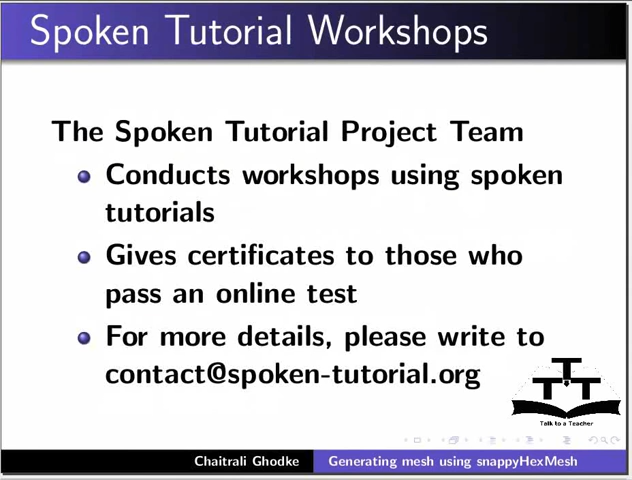 Spoken Tutorial Workshops
The Spoken Tutorial Project Team
Conducts workshops using spoken
tutorials
Gives certificates to those who
pass an online test
For more details, please write to
contact@spoken-tutorial.org
TTT
Talk to a Teacher
Chaitrali Ghodke Generating mesh using snappyHexMesh